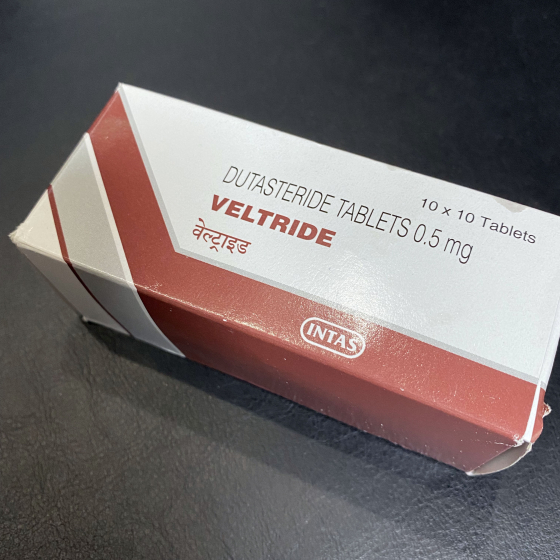 DUTASTERIDE TABLETS 0.5 mg
10 x 10 Tablets
VELTRIDE
वेल्ट्राइड
INTAS